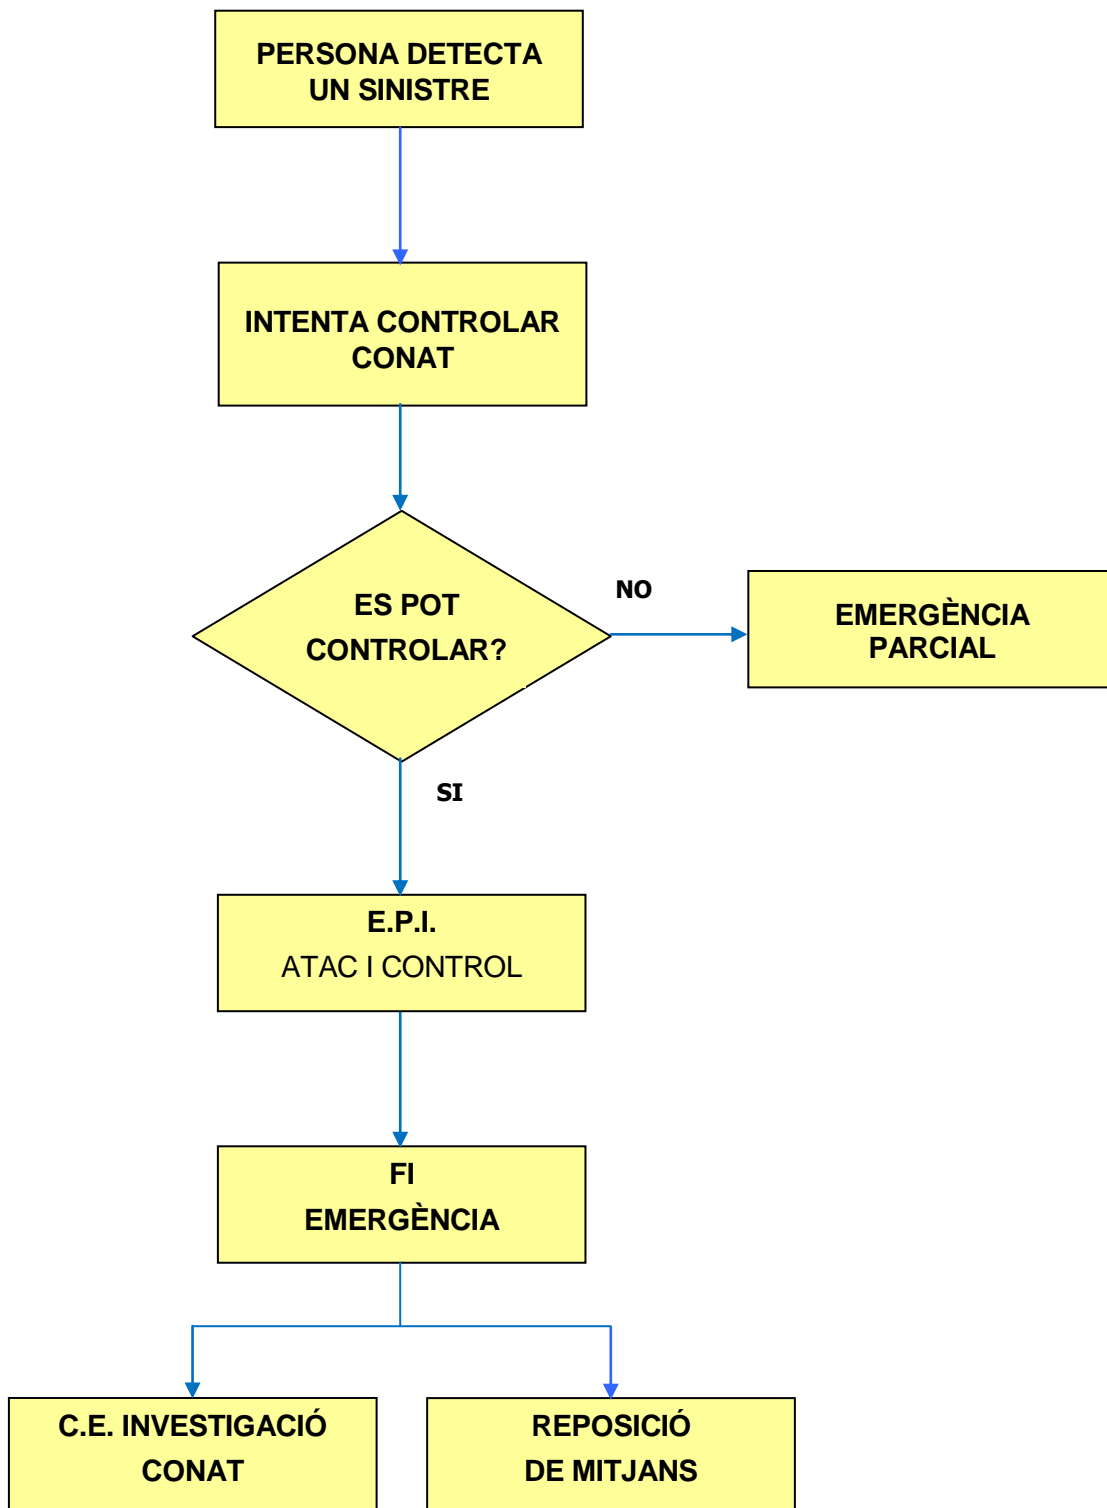 PERSONA DETECTA
UN SINISTRE
INTENTA CONTROLAR
CONAT
ES POT
CONTROLAR?
NO
EMERGÈNCIA
PARCIAL
SI
E.P.I.
ATAC I CONTROL
FI
EMERGÈNCIA
C.E. INVESTIGACIÓ
CONAT
REPOSICIÓ
DE MITJANS